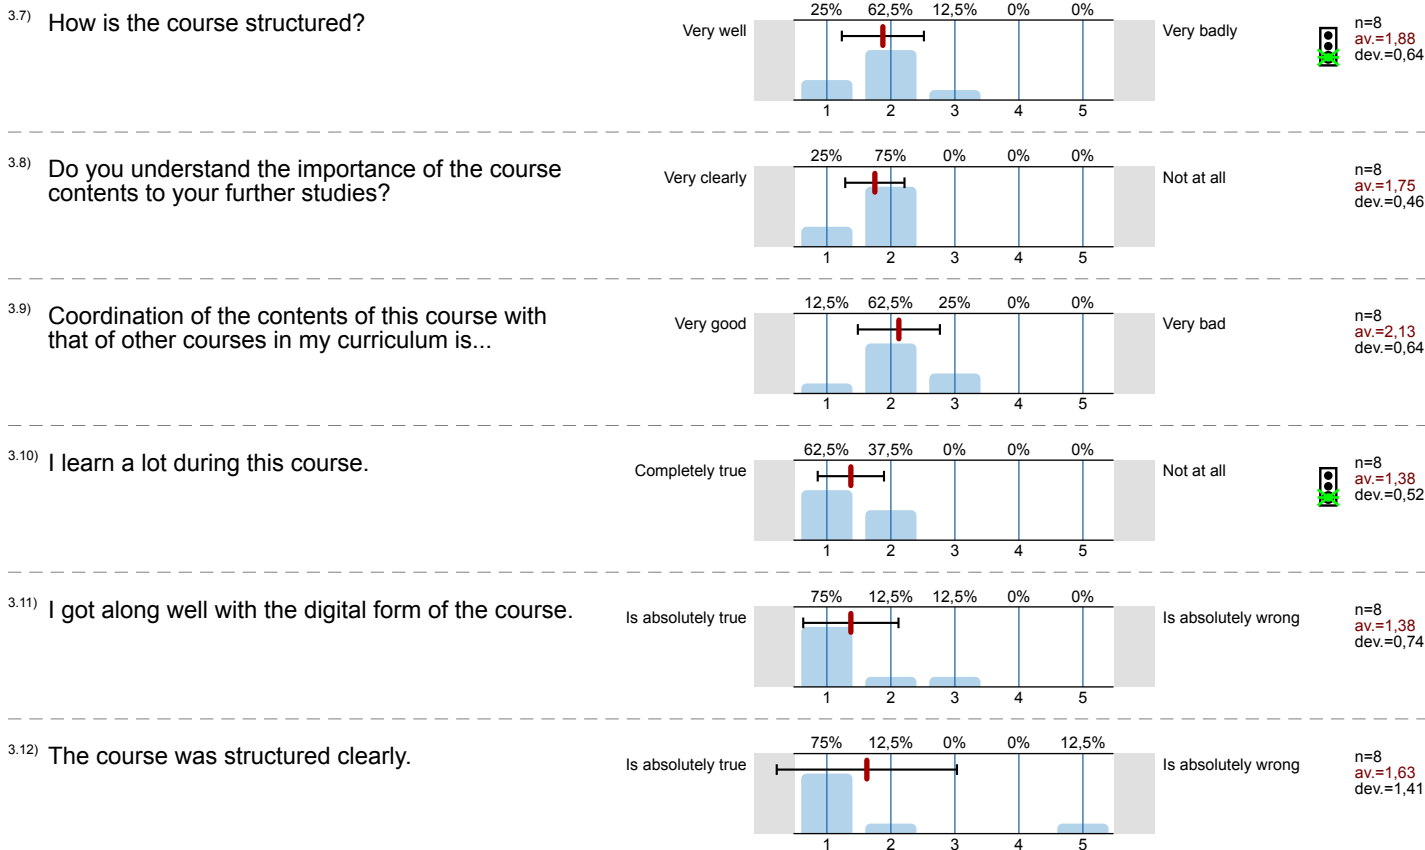 3.7) How is the course structured?
25% 62,5% 12,5% 0% 0%
Very well
Very badly
1 2 3 4 5
n=8
av.=1,88
dev.=0,64
3.8) Do you understand the importance of the course
contents to your further studies?
25% 75% 0% 0% 0%
Very clearly
Not at all
1 2 3 4 5
n=8
av.=1,75
dev.=0,46
3.9) Coordination of the contents of this course with
that of other courses in my curriculum is...
12,5% 62,5% 25% 0% 0%
Very good
Very bad
1 2 3 4 5
n=8
av.=2,13
dev.=0,64
3.10) I learn a lot during this course.
62,5% 37,5% 0% 0% 0%
Completely true
Not at all
1 2 3 4 5
n=8
av.=1,38
dev.=0,52
3.11) I got along well with the digital form of the course.
75% 12,5% 12,5% 0% 0%
Is absolutely true
Is absolutely wrong
1 2 3 4 5
n=8
av.=1,38
dev.=0,74
3.12) The course was structured clearly.
75% 12,5% 0% 0% 12,5%
Is absolutely true
Is absolutely wrong
1 2 3 4 5
n=8
av.=1,63
dev.=1,41